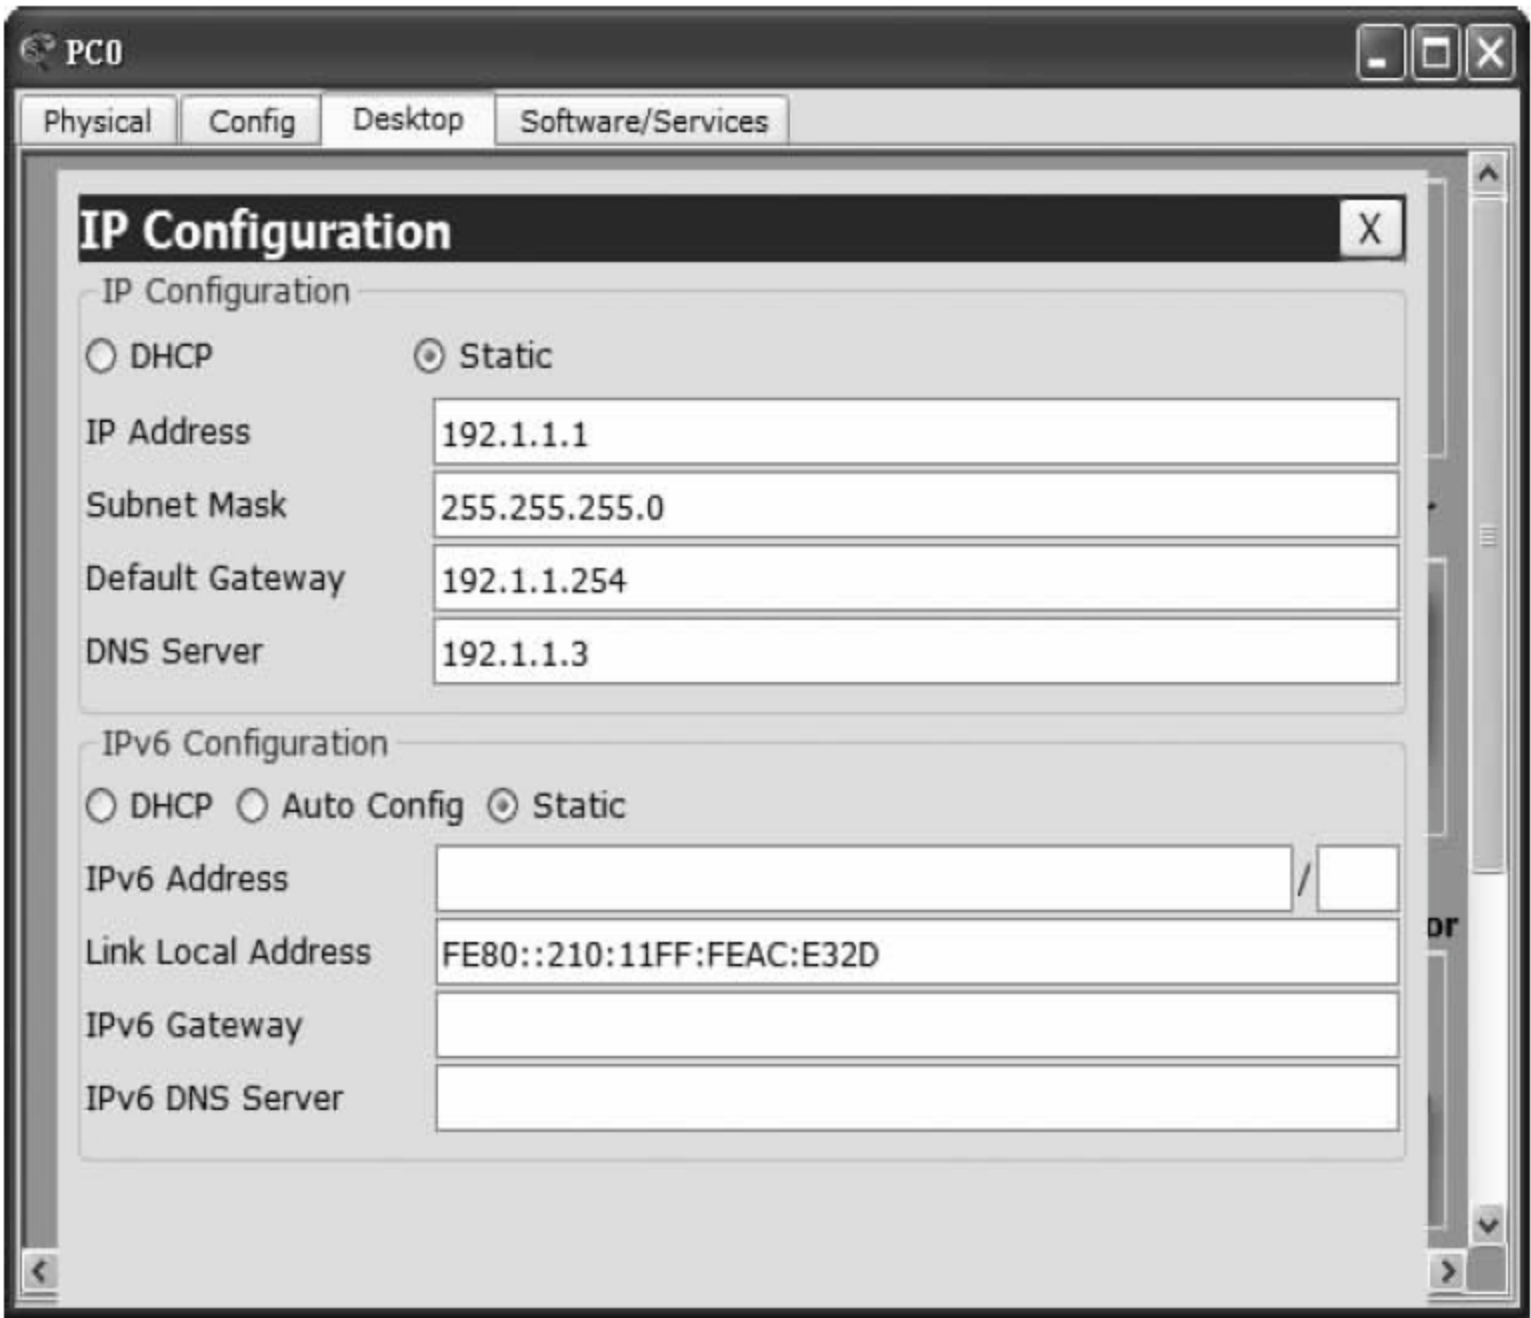 PC0
Physical Config Desktop Software/Services
IP Configuration X
IP Configuration
DHCP Static
IP Address 192.1.1.1
Subnet Mask 255.255.255.0
Default Gateway 192.1.1.254
DNS Server 192.1.1.3
IPv6 Configuration
DHCP Auto Config Static
IPv6 Address /
or
Link Local Address FE80::210:11FF:FEAC:E32D
IPv6 Gateway
IPv6 DNS Server